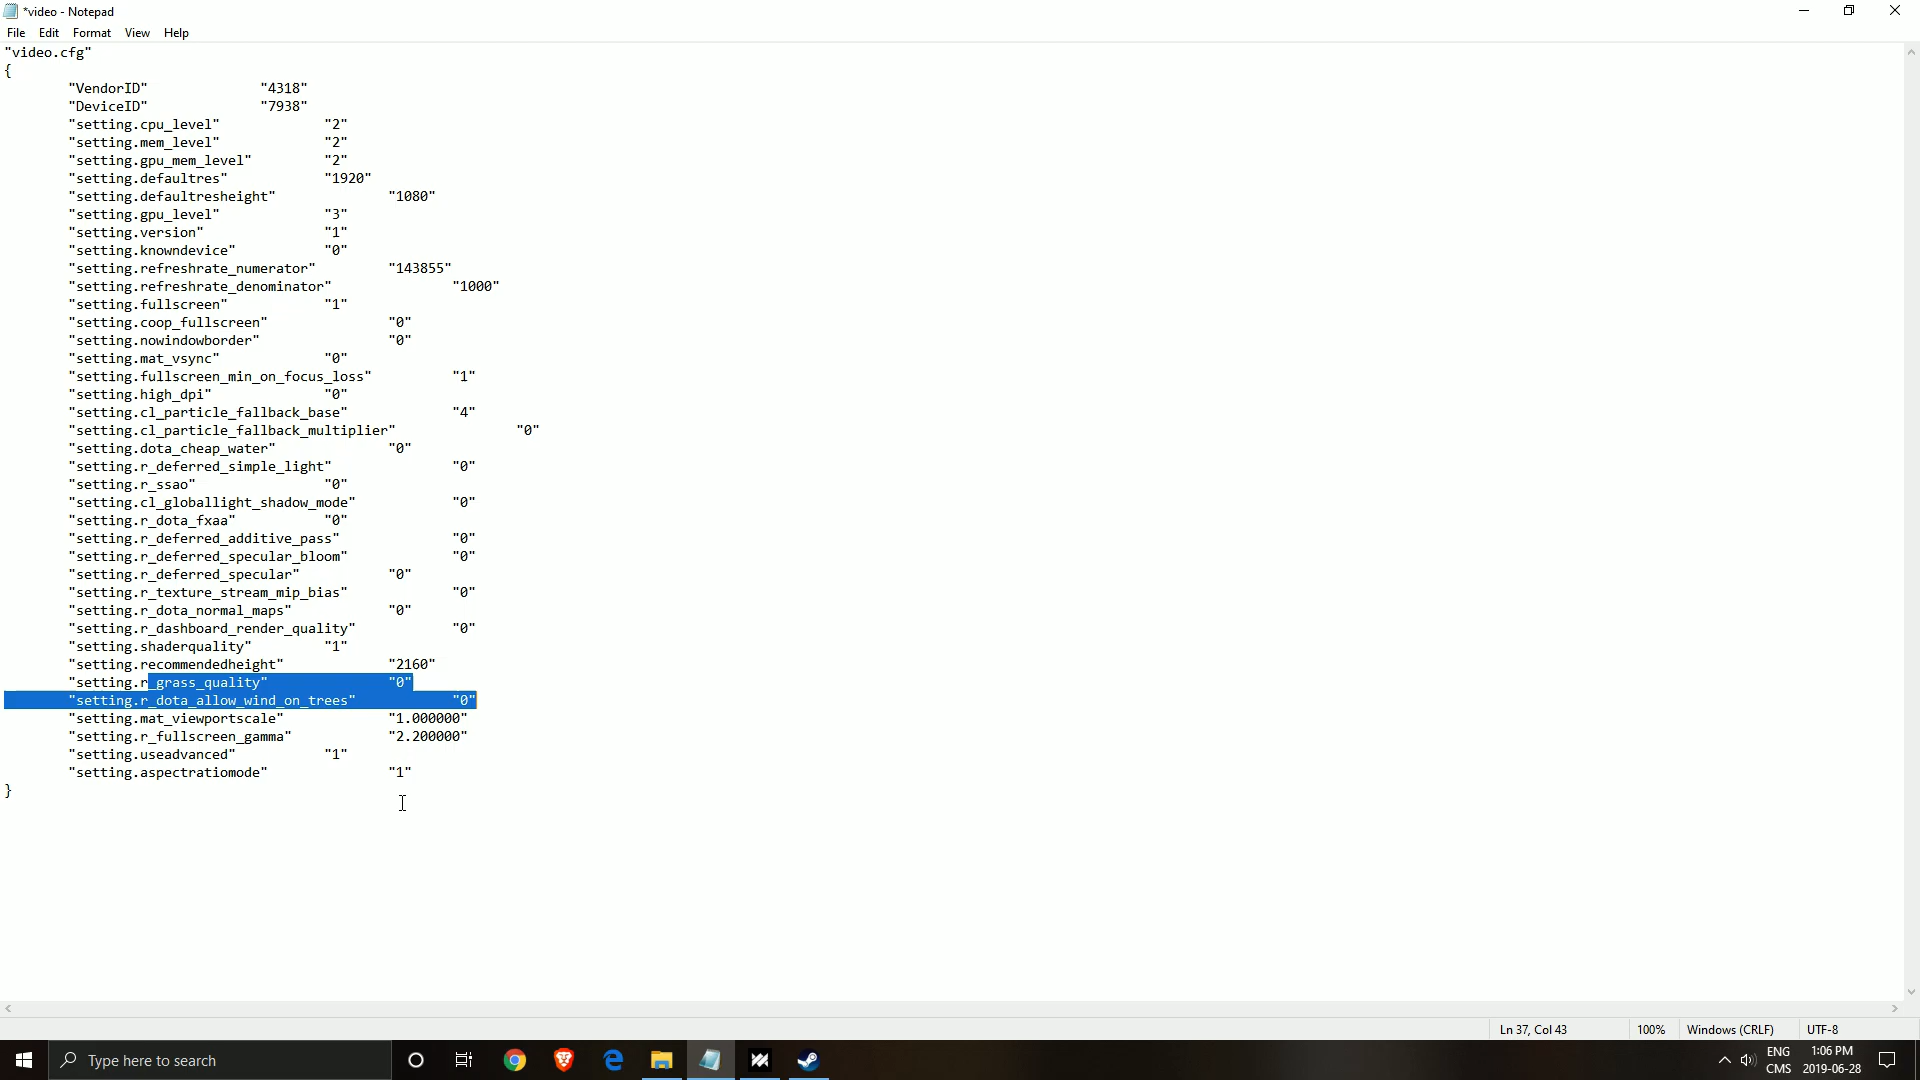 *video - Notepad
File Edit Format View Help
"video.cfg"
{
"VendorID" "4318"
"DeviceID" "7938"
"setting.cpu_level" "2"
"setting.mem_level" "2"
"setting.gpu_mem_level" "2"
"setting.defaultres" "1920"
"setting.defaultresheight" "1080"
"setting.gpu_level" "3"
"setting.version" "1"
"setting.knowndevice" "0"
"setting.refreshrate_numerator" "143855"
"setting.refreshrate_denominator" "1000"
"setting.fullscreen" "1"
"setting.coop_fullscreen" "0"
"setting.nowindowborder" "0"
"setting.mat_vsync" "0"
"setting.fullscreen_min_on_focus_loss" "1"
"setting.high_dpi" "0"
"setting.cl_particle_fallback_base" "4"
"setting.cl_particle_fallback_multiplier" "0"
"setting.dota_cheap_water" "0"
"setting.r_deferred_simple_light" "0"
"setting.r_ssao" "0"
"setting.cl_globallight_shadow_mode" "0"
"setting.r_dota_fxaa" "0"
"setting.r_deferred_additive_pass" "0"
"setting.r_deferred_specular_bloom" "0"
"setting.r_deferred_specular" "0"
"setting.r_texture_stream_mip_bias" "0"
"setting.r_dota_normal_maps" "0"
"setting.r_dashboard_render_quality" "0"
"setting.shaderquality" "1"
"setting.recommendedheight" "2160"
"setting.r_grass_quality" "0"
"setting.r_dota_allow_wind_on_trees" "0"
"setting.mat_viewportscale" "1.000000"
"setting.r_fullscreen_gamma" "2.200000"
"setting.useadvanced" "1"
"setting.aspectratiomode" "1"
}
Ln 37, Col 43 100% Windows (CRLF) UTF-8
Type here to search
ENG 1:06 PM
CMS 2019-06-28